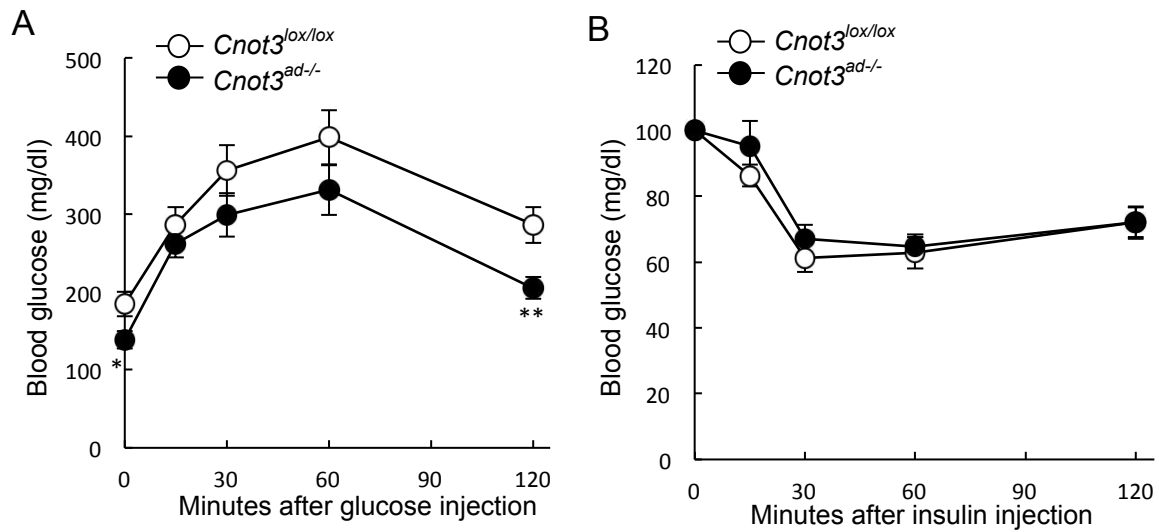 A
Cnot3lox/lox
Cnot3ad-/-
Blood glucose (mg/dl)
500
400
300
200
100
0
*
**
0 30 60 90 120
Minutes after glucose injection
B
Cnot3lox/lox
Cnot3ad-/-
Blood glucose (mg/dl)
120
100
80
60
40
20
0
0 30 60 90 120
Minutes after insulin injection